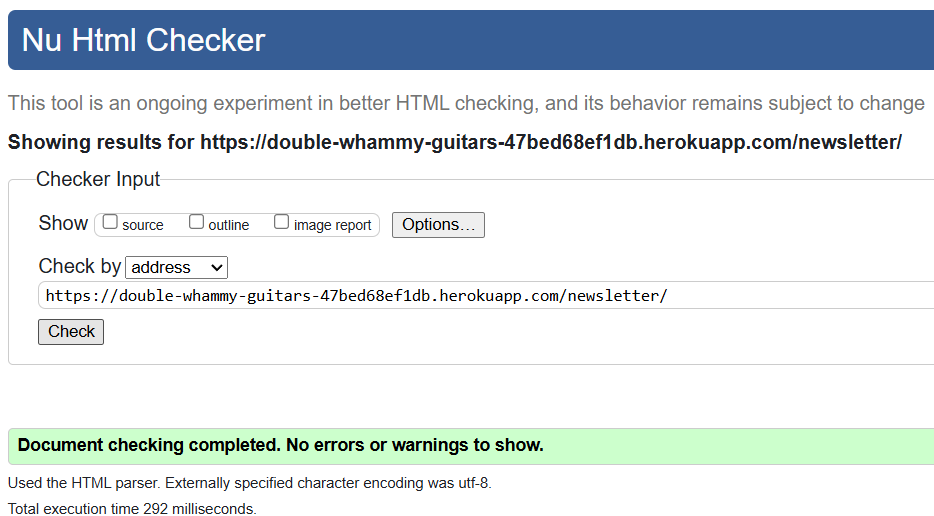 Nu Html Checker
This tool is an ongoing experiment in better HTML checking, and its behavior remains subject to change
Showing results for https://double-whammy-guitars-47bed68ef1db.herokuapp.com/newsletter/
Checker Input
Show source outline image report Options…
Check by address
https://double-whammy-guitars-47bed68ef1db.herokuapp.com/newsletter/
Check
Document checking completed. No errors or warnings to show.
Used the HTML parser. Externally specified character encoding was utf-8.
Total execution time 292 milliseconds.